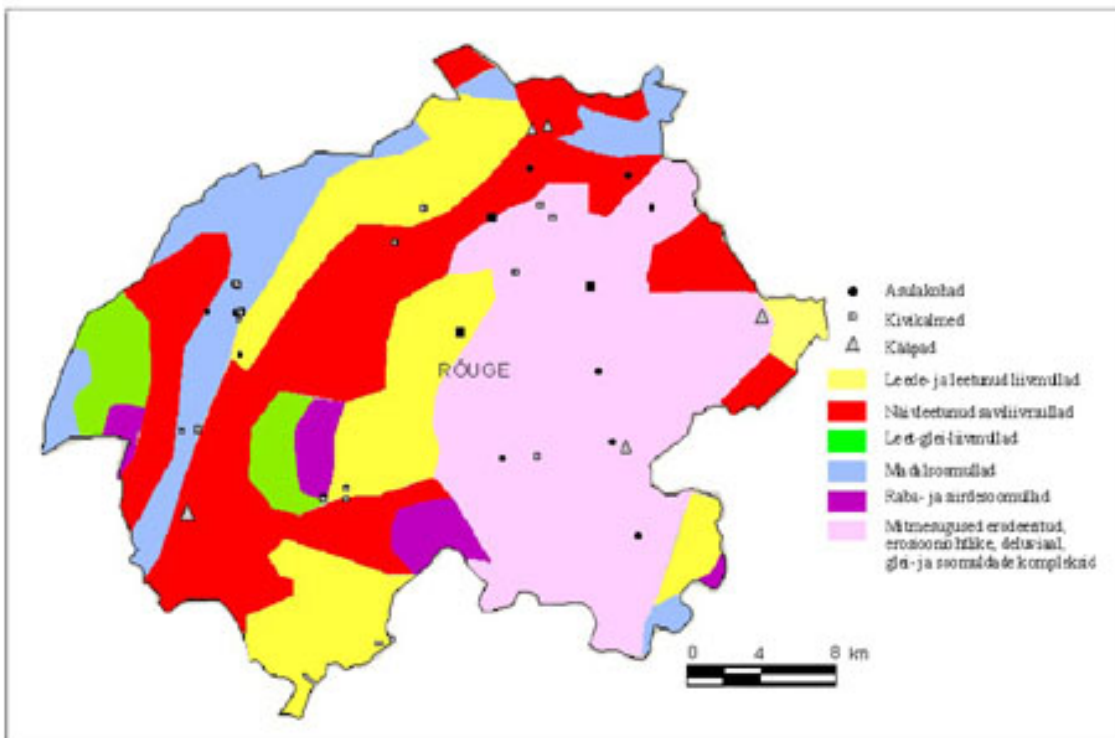 RÕUGE
Asulakohad
Kivikalmed
Kääpad
Leede- ja leetunud liivmullad
Näivleetunud saviliivmullad
Leet-glei-liivmullad
Madalsoomullad
Raba- ja siirdesoomullad
Mitmesugused erodeeritud,
erosiooniohtlike, deluviaal,
glei- ja soomuldade kompleksid
0 4 8 km